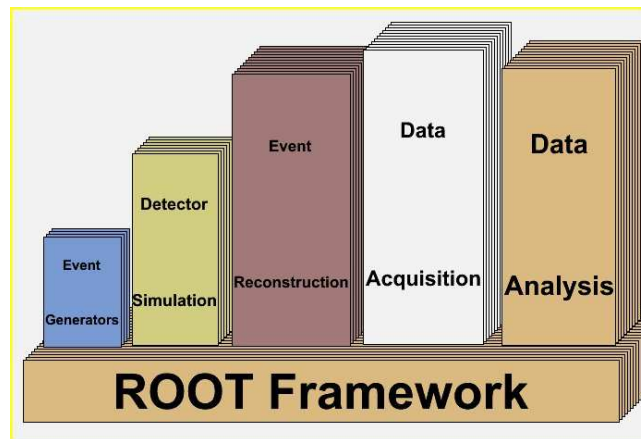 Event
Generators
Detector
Simulation
Event
Reconstruction
Data
Acquisition
Data
Analysis
ROOT Framework